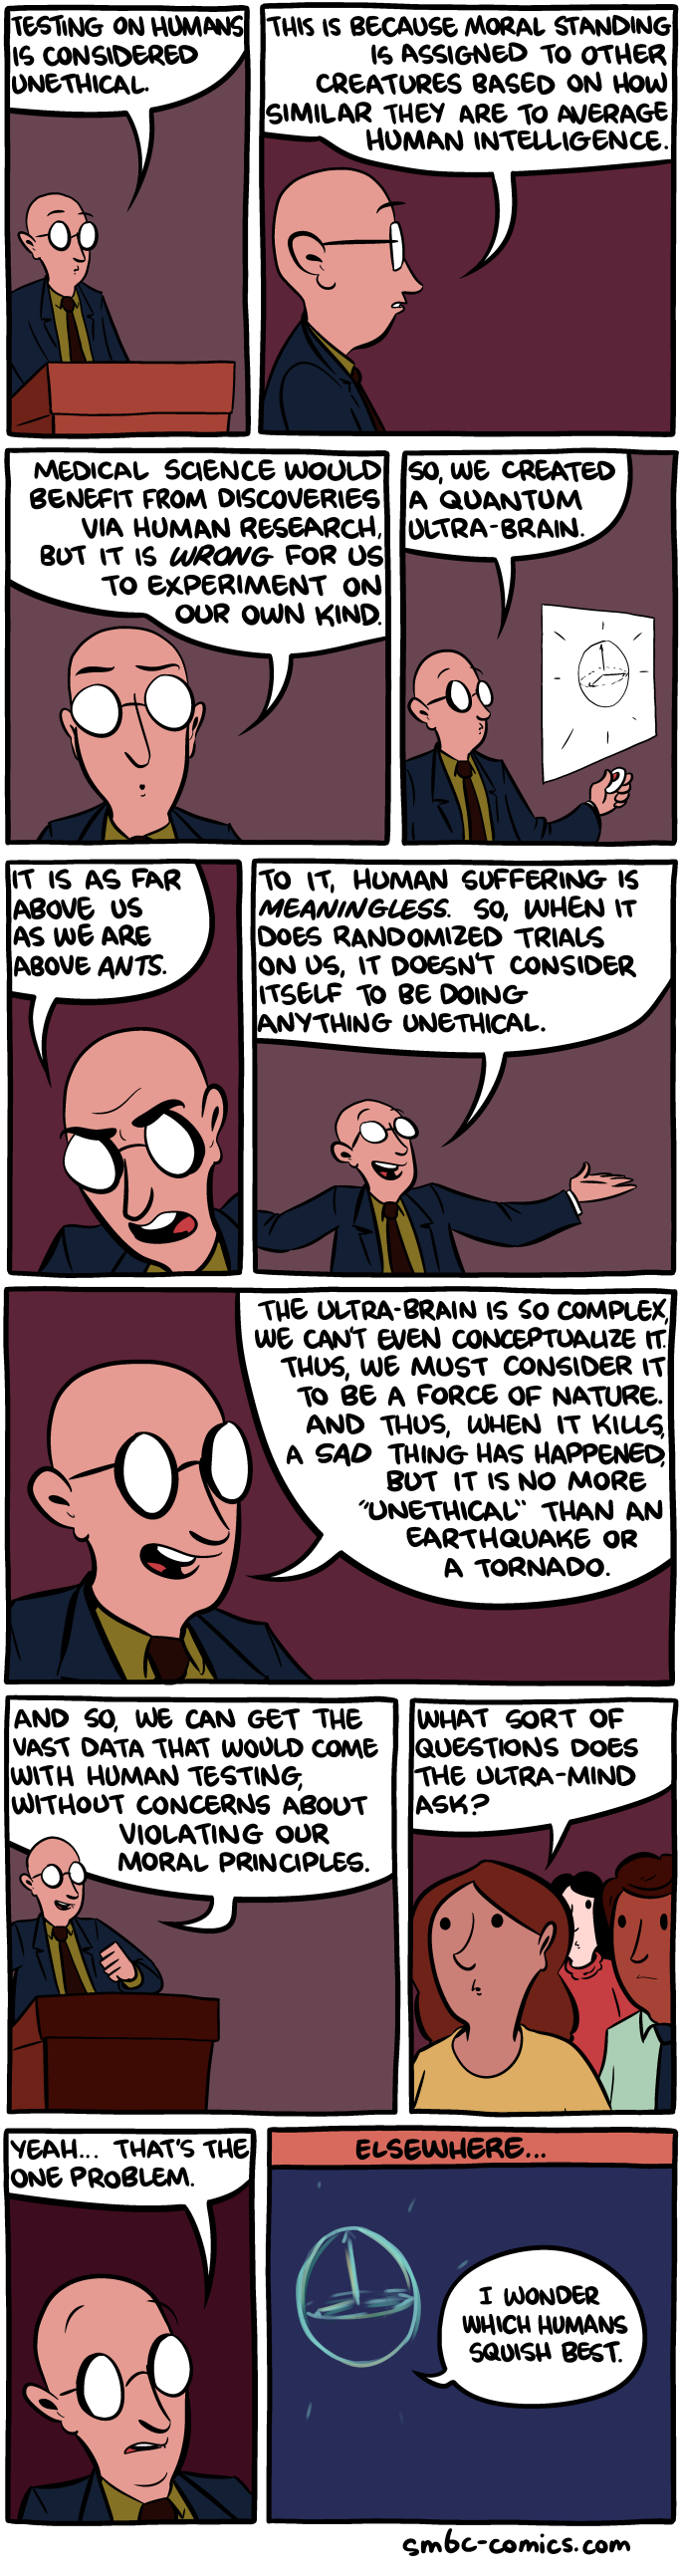 TESTING ON HUMANS
IS CONSIDERED
UNETHICAL.
THIS IS BECAUSE MORAL STANDING
IS ASSIGNED TO OTHER
CREATURES BASED ON HOW
SIMILAR THEY ARE TO AVERAGE
HUMAN INTELLIGENCE.
MEDICAL SCIENCE WOULD
BENEFIT FROM DISCOVERIES
VIA HUMAN RESEARCH,
BUT IT IS WRONG FOR US
TO EXPERIMENT ON
OUR OWN KIND.
SO, WE CREATED
A QUANTUM
ULTRA-BRAIN.
IT IS AS FAR
ABOVE US
AS WE ARE
ABOVE ANTS.
TO IT, HUMAN SUFFERING IS
MEANINGLESS. SO, WHEN IT
DOES RANDOMIZED TRIALS
ON US, IT DOESN'T CONSIDER
ITSELF TO BE DOING
ANYTHING UNETHICAL.
THE ULTRA-BRAIN IS SO COMPLEX,
WE CAN'T EVEN CONCEPTUALIZE IT.
THUS, WE MUST CONSIDER IT
TO BE A FORCE OF NATURE.
AND THUS, WHEN IT KILLS,
A SAD THING HAS HAPPENED,
BUT IT IS NO MORE
"UNETHICAL" THAN AN
EARTHQUAKE OR
A TORNADO.
AND SO, WE CAN GET THE
VAST DATA THAT WOULD COME
WITH HUMAN TESTING,
WITHOUT CONCERNS ABOUT
VIOLATING OUR
MORAL PRINCIPLES.
WHAT SORT OF
QUESTIONS DOES
THE ULTRA-MIND
ASK?
YEAH... THAT'S THE
ONE PROBLEM.
ELSEWHERE...
I WONDER
WHICH HUMANS
SQUISH BEST.
smbc-comics.com